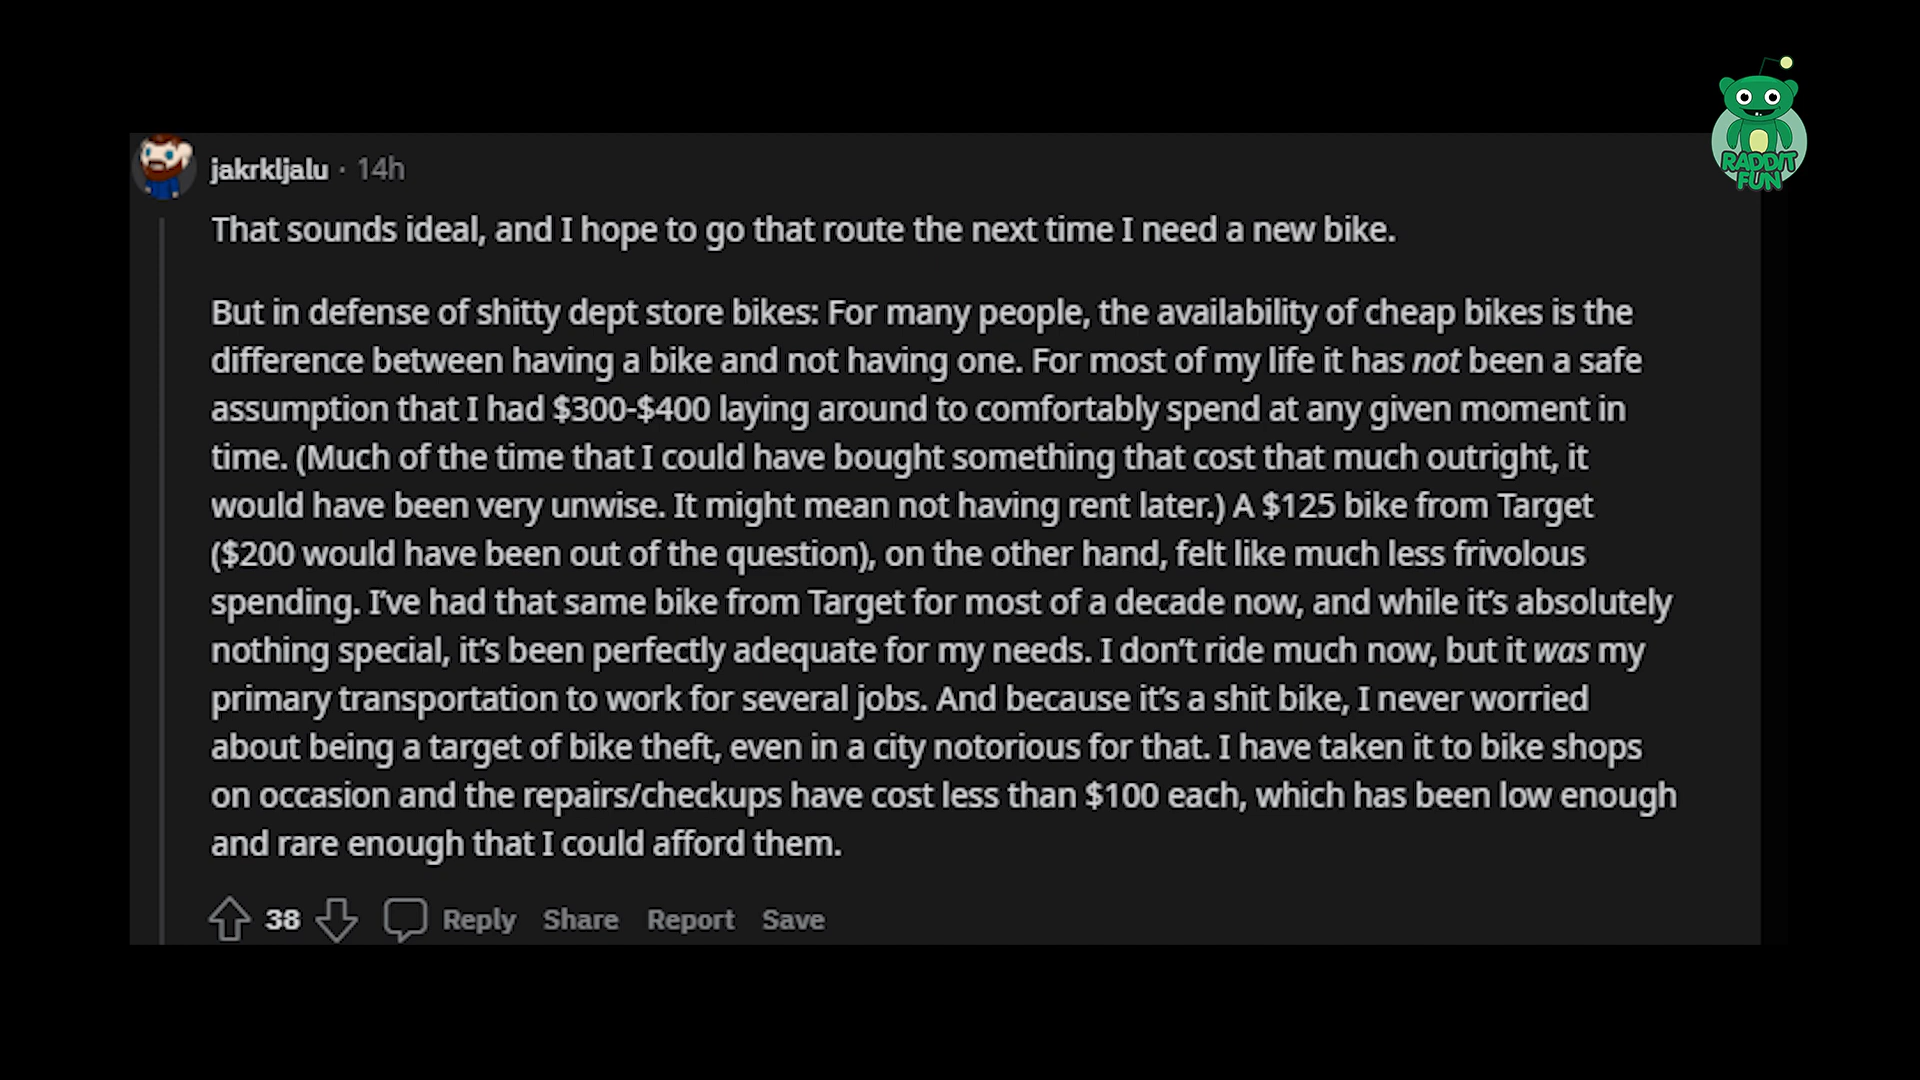 RADDIT
FUN
jakrkljalu · 14h
That sounds ideal, and I hope to go that route the next time I need a new bike.
But in defense of shitty dept store bikes: For many people, the availability of cheap bikes is the
difference between having a bike and not having one. For most of my life it has not been a safe
assumption that I had $300-$400 laying around to comfortably spend at any given moment in
time. (Much of the time that I could have bought something that cost that much outright, it
would have been very unwise. It might mean not having rent later.) A $125 bike from Target
($200 would have been out of the question), on the other hand, felt like much less frivolous
spending. I’ve had that same bike from Target for most of a decade now, and while it’s absolutely
nothing special, it’s been perfectly adequate for my needs. I don’t ride much now, but it was my
primary transportation to work for several jobs. And because it’s a shit bike, I never worried
about being a target of bike theft, even in a city notorious for that. I have taken it to bike shops
on occasion and the repairs/checkups have cost less than $100 each, which has been low enough
and rare enough that I could afford them.
38 Reply Share Report Save